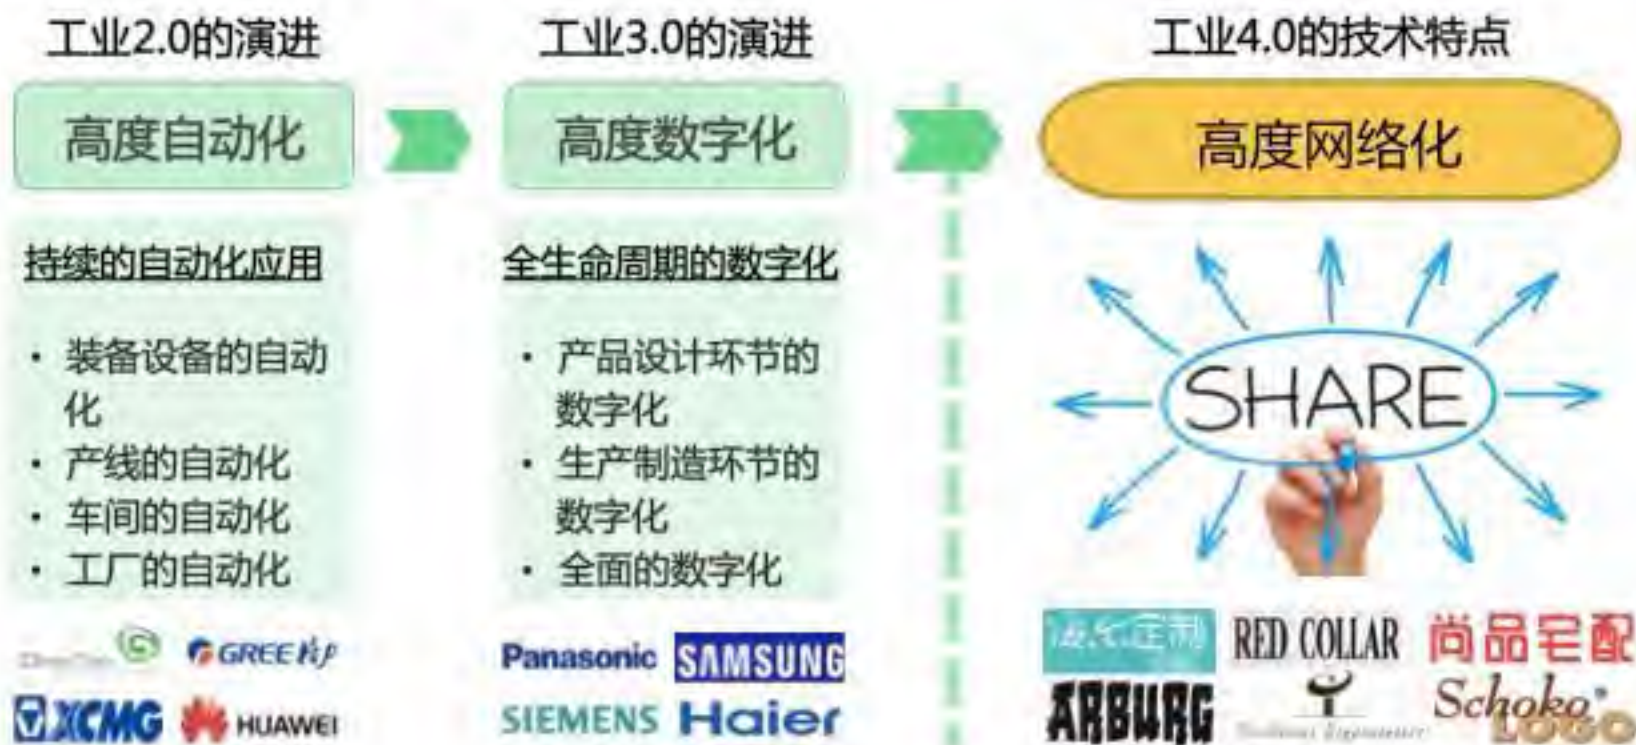 工业2.0的演进
高度自动化
持续的自动化应用
· 装备设备的自动
化
· 产线的自动化
· 车间的自动化
· 工厂的自动化
GREE格力
XCMG
HUAWEI
工业3.0的演进
高度数字化
全生命周期的数字化
· 产品设计环节的
数字化
· 生产制造环节的
数字化
· 全面的数字化
Panasonic
SAMSUNG
SIEMENS
Haier
工业4.0的技术特点
高度网络化
SHARE
RED COLLAR
尚品宅配
ARBURG
Schoko
LOGO